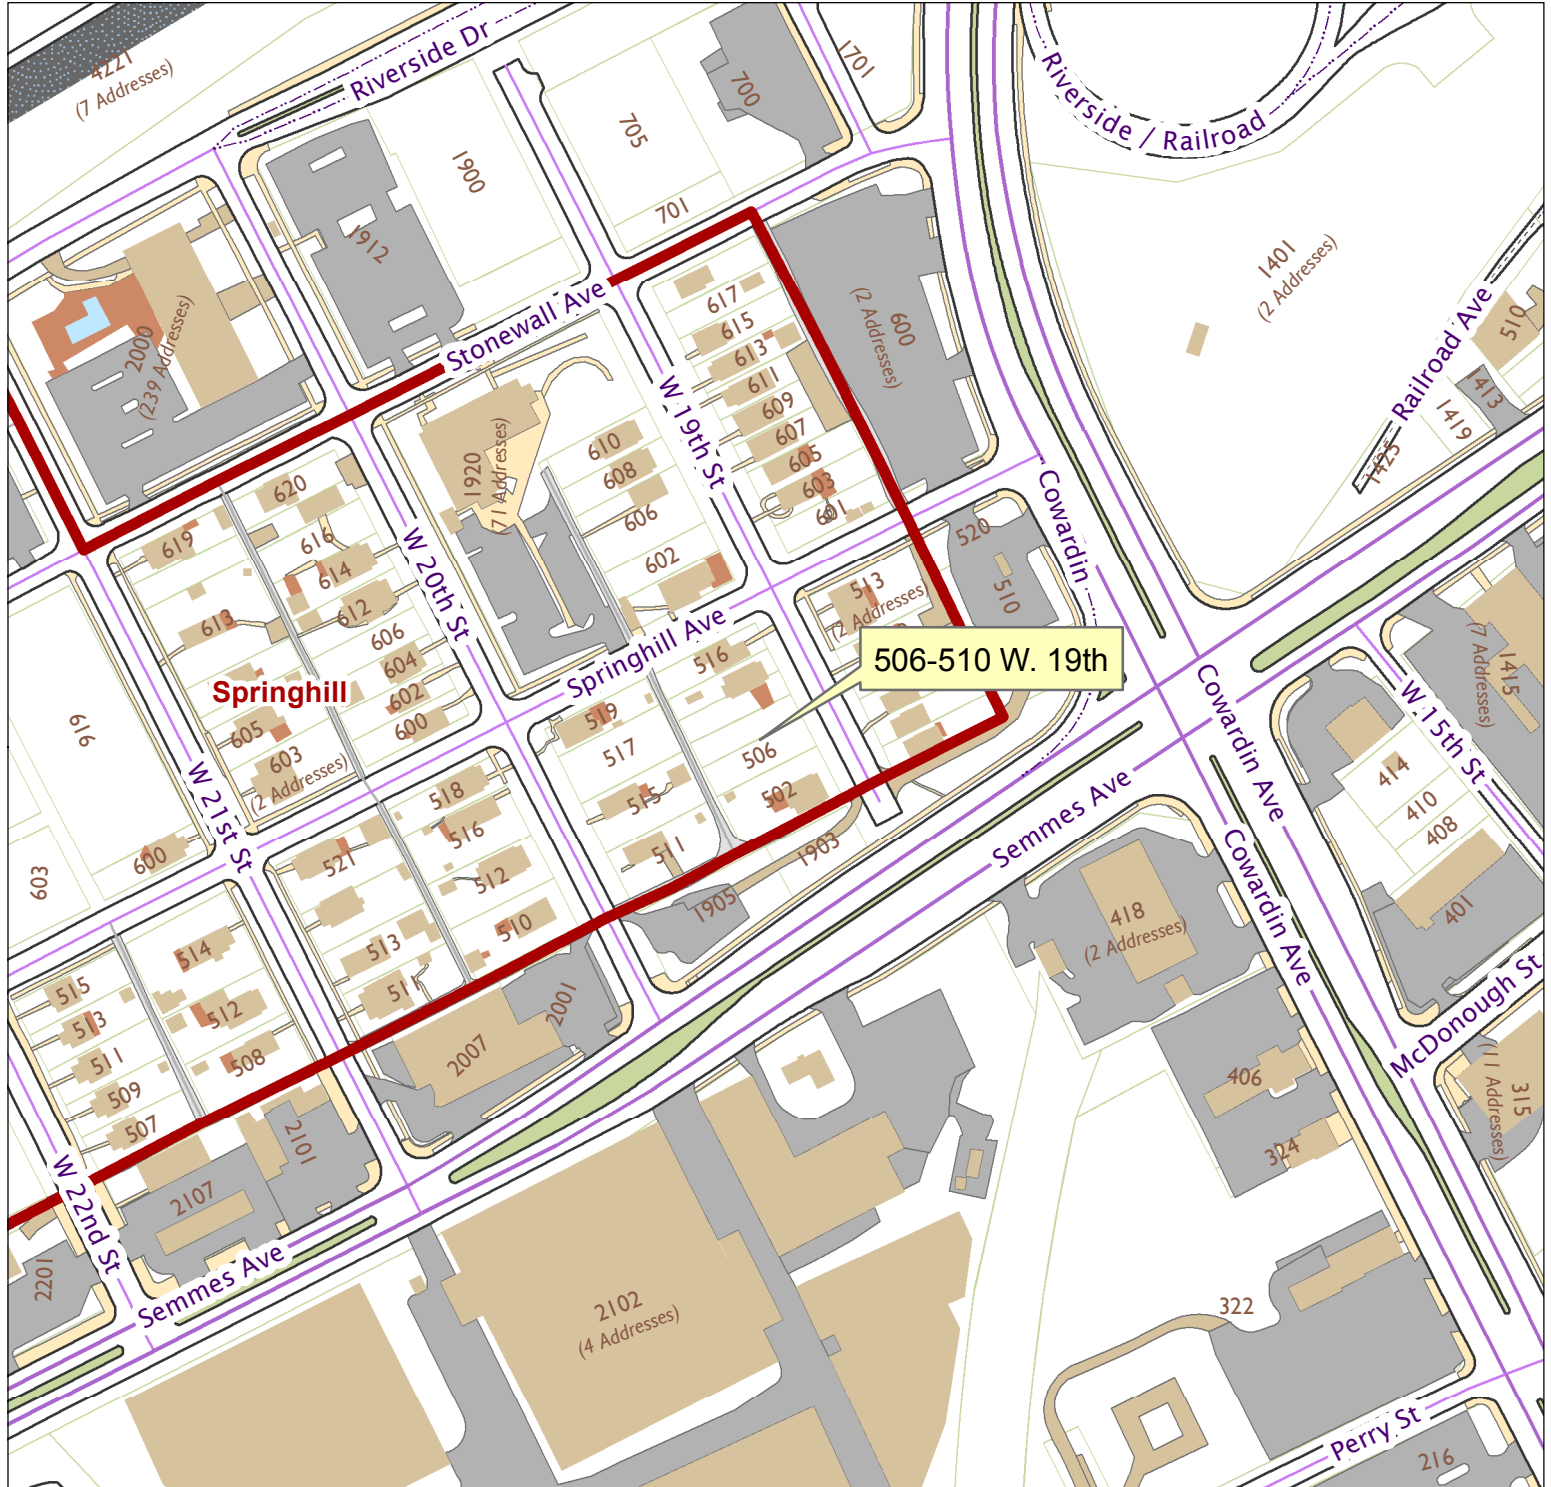 4221
(7 Addresses)
Riverside Dr
1701
700
705
1900
701
Riverside / Railroad
1912
1401
(2 Addresses)
2000
(239 Addresses)
Stonewall Ave
617
615
613
611
609
607
605
603
601
600
(2 Addresses)
Railroad Ave
510
1413
1419
1425
W 19th St
610
608
606
602
1920
(71 Addresses)
620
616
614
612
606
604
602
600
619
613
605
603
(2 Addresses)
Springhill
W 20th St
Cowardin
520
510
513
(2 Addresses)
506-510 W. 19th
Springhill Ave
516
519
517
515
511
506
502
616
W 21st St
518
516
512
510
521
513
511
600
603
Semmes Ave
Cowardin Ave
Cowardin Ave
W 15th St
1415
(7 Addresses)
414
410
408
401
1903
1905
418
(2 Addresses)
McDonough St
514
512
508
515
513
511
509
507
2001
2007
406
324
315
(11 Addresses)
2101
2107
W 22nd St
2201
Semmes Ave
2102
(4 Addresses)
322
Perry St
216